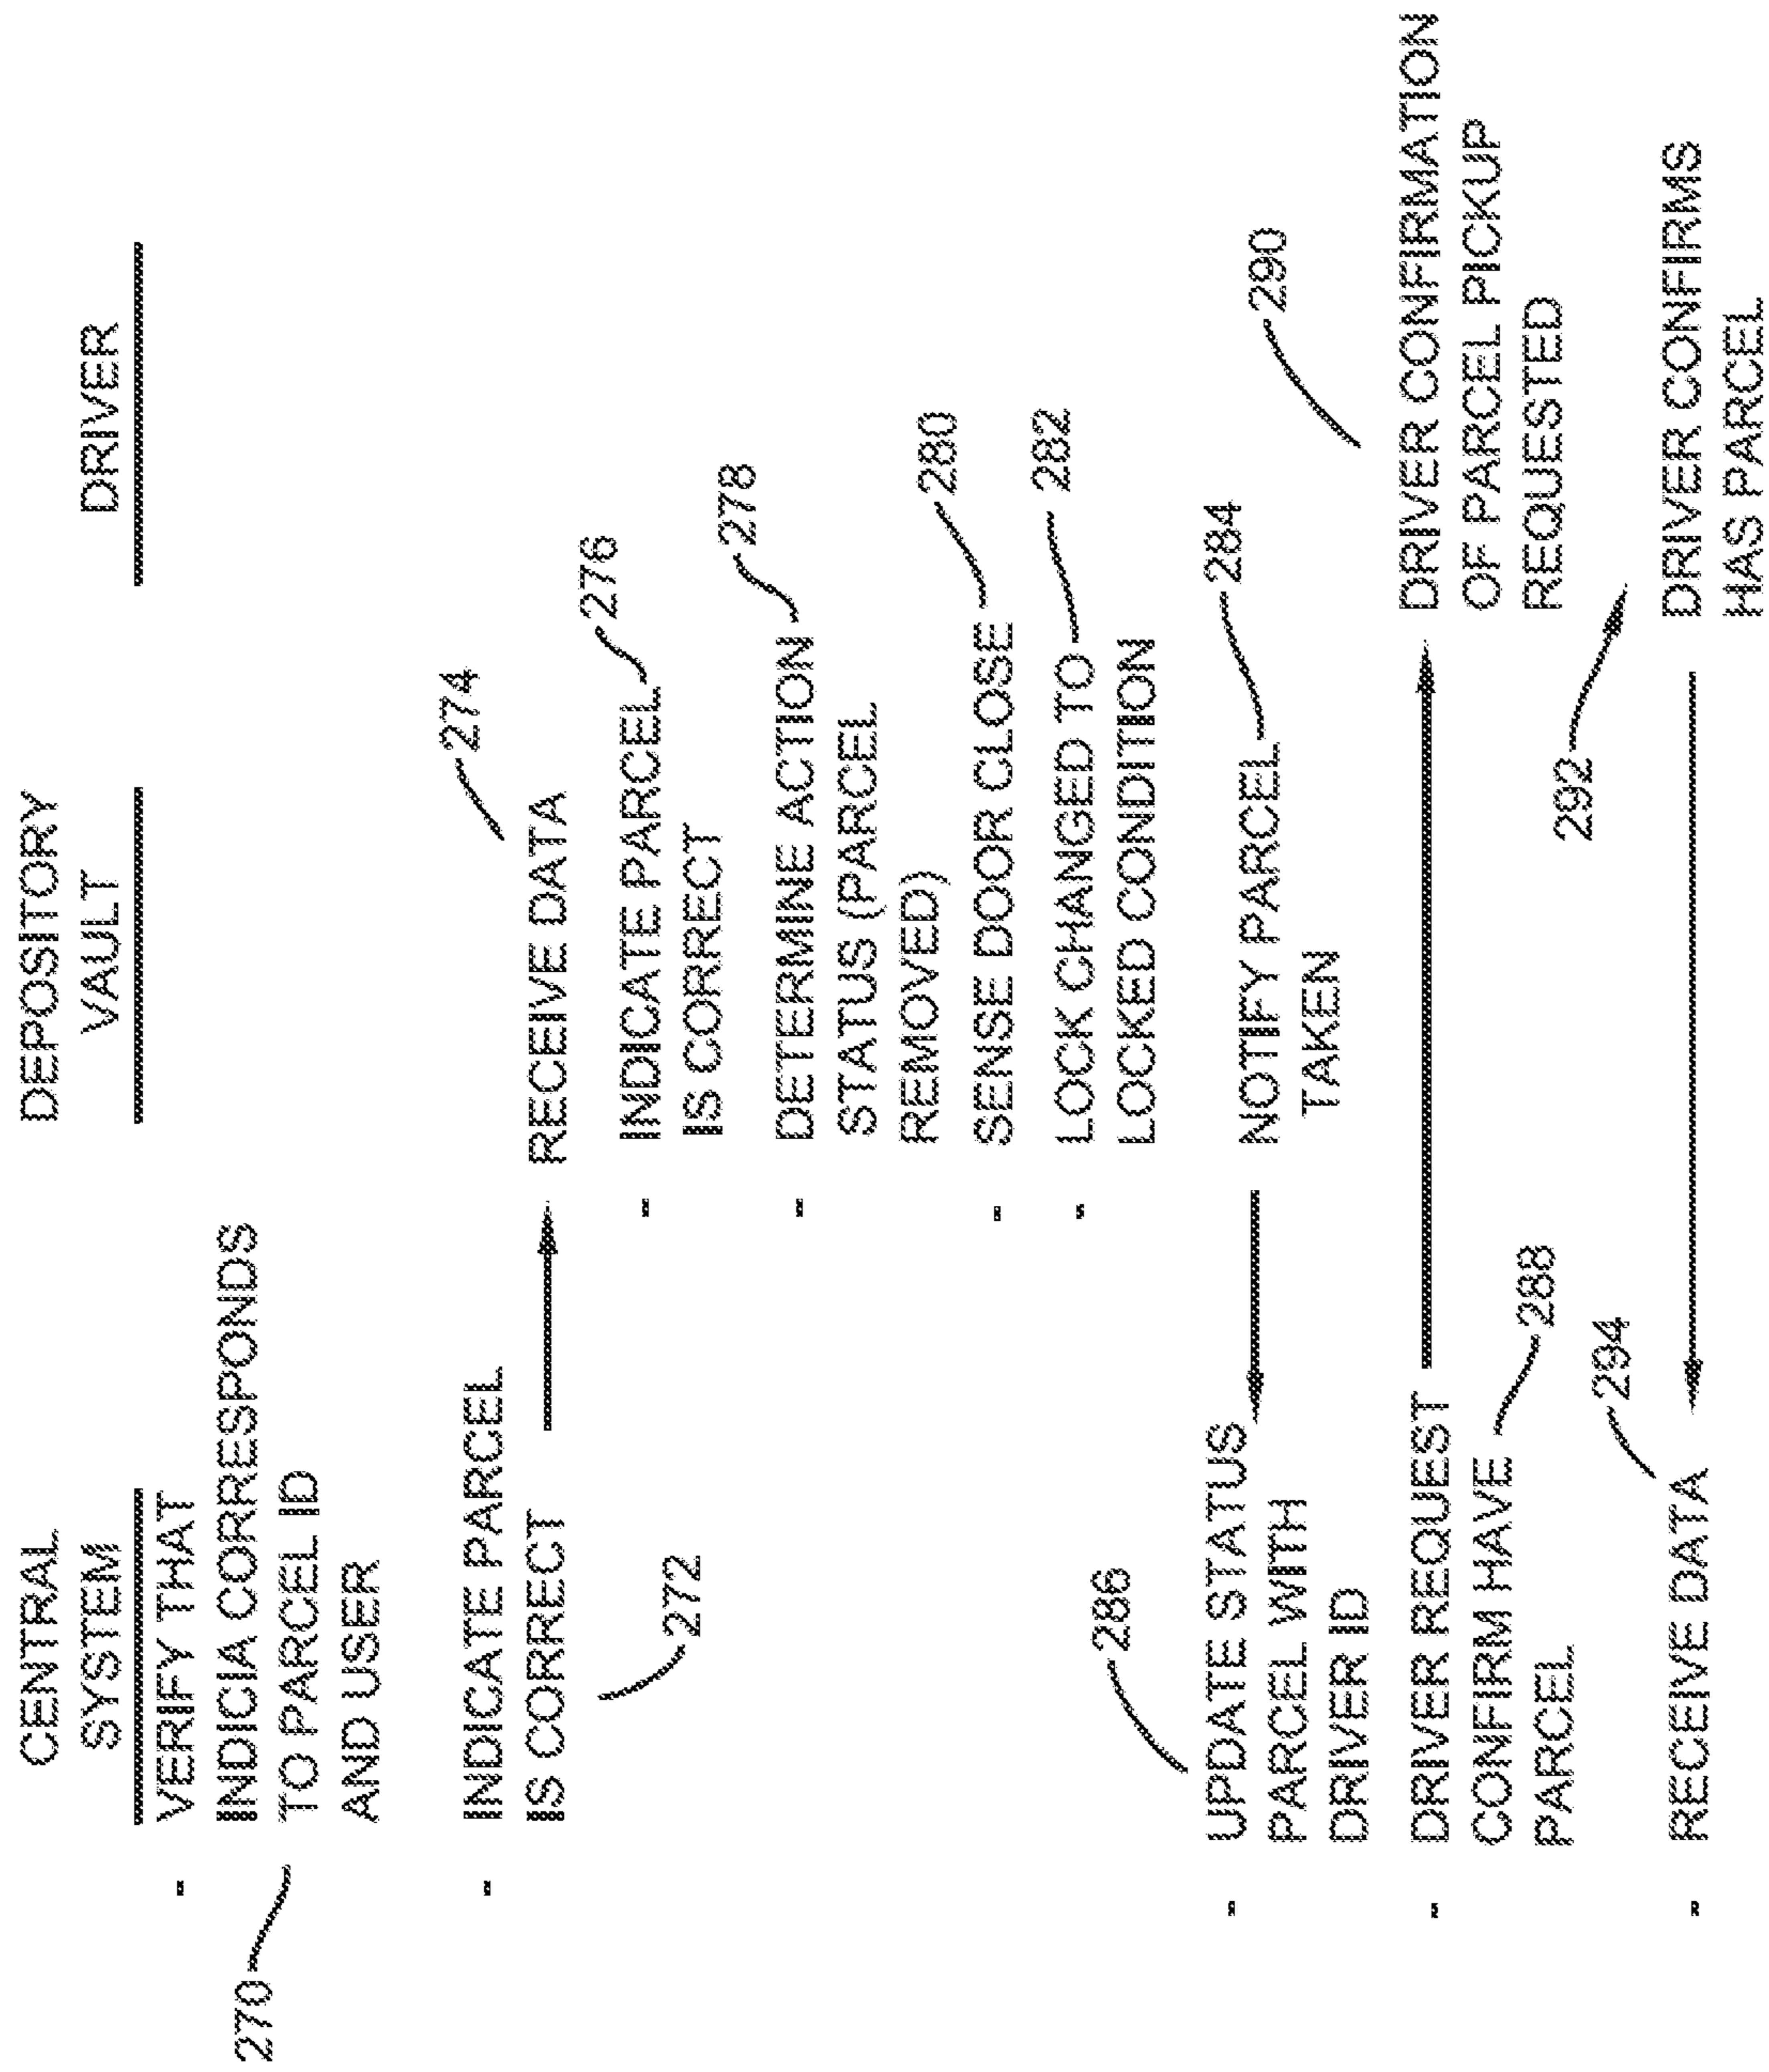 CENTRAL
SYSTEM
DEPOSITORY
VAULT
DRIVER
VERIFY THAT
INDICIA CORRESPONDS
TO PARCEL ID
AND USER
270
INDICATE PARCEL
IS CORRECT
272
RECEIVE DATA
274
INDICATE PARCEL
IS CORRECT
276
DETERMINE ACTION
STATUS (PARCEL
REMOVED)
278
SENSE DOOR CLOSE
280
LOCK CHANGED TO
LOCKED CONDITION
282
NOTIFY PARCEL
TAKEN
284
UPDATE STATUS
PARCEL WITH
DRIVER ID
286
DRIVER REQUEST
CONFIRM HAVE
PARCEL
288
DRIVER CONFIRMATION
OF PARCEL PICKUP
REQUESTED
290
DRIVER CONFIRMS
HAS PARCEL
292
RECEIVE DATA
294